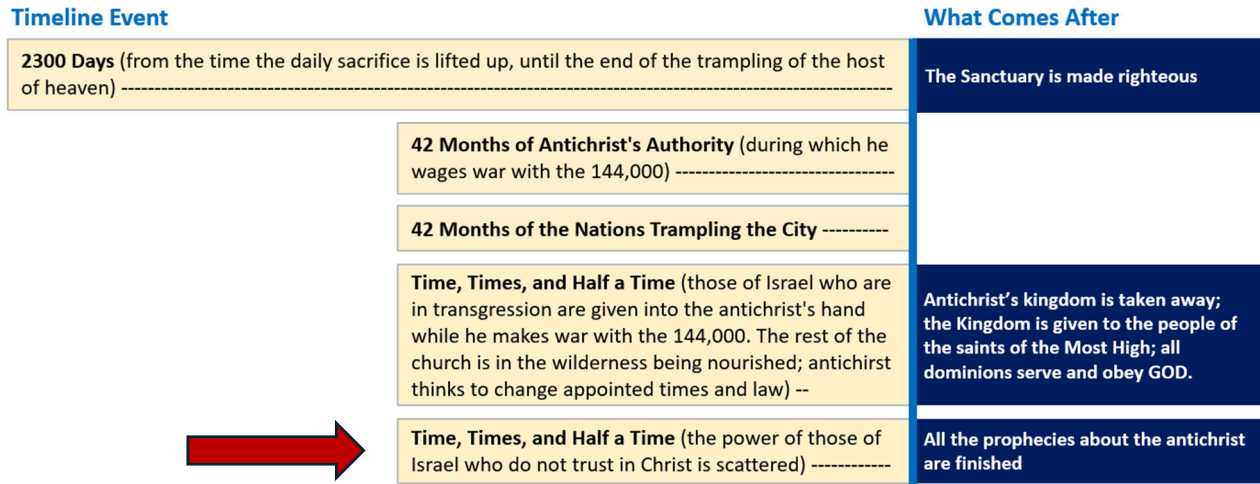 Timeline Event
What Comes After
2300 Days (from the time the daily sacrifice is lifted up, until the end of the trampling of the host
of heaven) --------------------------------------------------------------------------------------------
The Sanctuary is made righteous
42 Months of Antichrist's Authority (during which he
wages war with the 144,000) ---------------------------------
42 Months of the Nations Trampling the City ----------
Time, Times, and Half a Time (those of Israel who are
in transgression are given into the antichrist's hand
while he makes war with the 144,000. The rest of the
church is in the wilderness being nourished; antichirst
thinks to change appointed times and law) --
Antichrist’s kingdom is taken away;
the Kingdom is given to the people of
the saints of the Most High; all
dominions serve and obey GOD.
Time, Times, and Half a Time (the power of those of
Israel who do not trust in Christ is scattered) ------------
All the prophecies about the antichrist
are finished